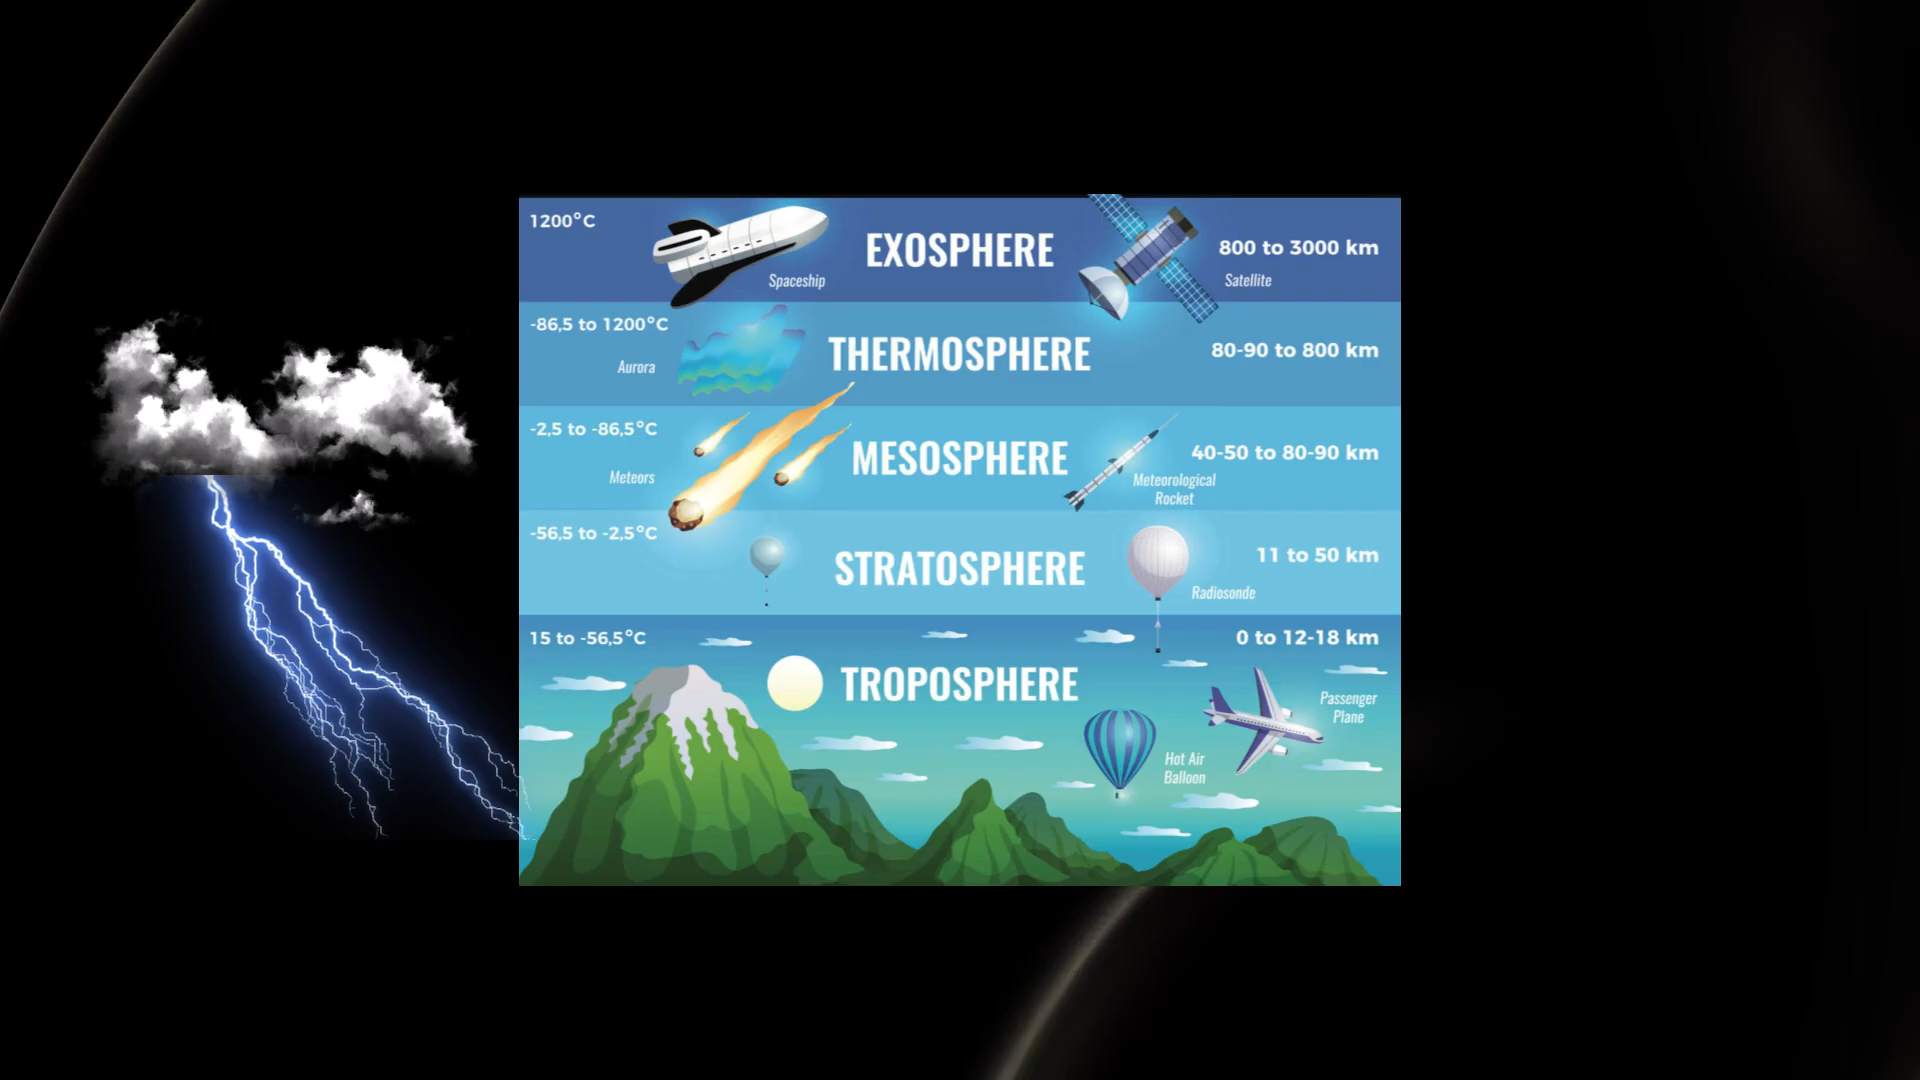 1200°C
EXOSPHERE
800 to 3000 km
Spaceship
Satellite
-86,5 to 1200°C
THERMOSPHERE
80-90 to 800 km
Aurora
-2,5 to -86,5°C
MESOSPHERE
40-50 to 80-90 km
Meteors
Meteorological
Rocket
-56,5 to -2,5°C
STRATOSPHERE
11 to 50 km
Radiosonde
15 to -56,5°C
0 to 12-18 km
TROPOSPHERE
Passenger
Plane
Hot Air
Balloon